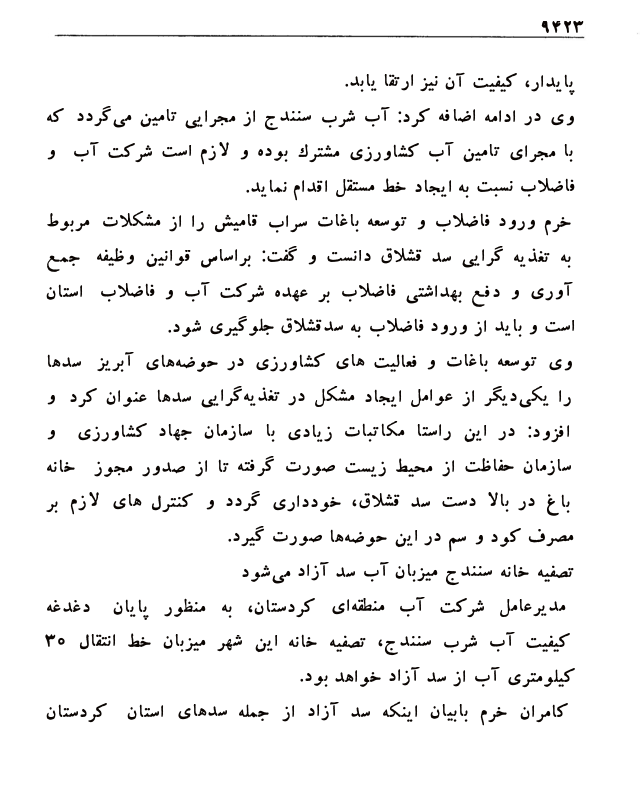 ۹۴۲۳
پایدار، کیفیت آن نیز ارتقا یابد.
وی در ادامه اضافه کرد: آب شرب سنندج از مجرایی تامین می‌گردد که
با مجرای تامین آب کشاورزی مشترك بوده و لازم است شرکت آب و
فاضلاب نسبت به ایجاد خط مستقل اقدام نماید.
خرم ورود فاضلاب و توسعه باغات سراب قامیش را از مشکلات مربوط
به تغذیه گرایی سد قشلاق دانست و گفت: براساس قوانین وظیفه جمع
آوری و دفع بهداشتی فاضلاب بر عهده شرکت آب و فاضلاب استان
است و باید از ورود فاضلاب به سدقشلاق جلوگیری شود.
وی توسعه باغات و فعالیت های کشاورزی در حوضه‌های آبریز سدها
را یکی‌دیگر از عوامل ایجاد مشکل در تغذیه‌گرایی سدها عنوان کرد و
افزود: در این راستا مکاتبات زیادی با سازمان جهاد کشاورزی و
سازمان حفاظت از محیط زیست صورت گرفته تا از صدور مجوز خانه
باغ در بالا دست سد قشلاق، خودداری گردد و کنترل های لازم بر
مصرف کود و سم در این حوضه‌ها صورت گیرد.
تصفیه خانه سنندج میزبان آب سد آزاد می‌شود
مدیرعامل شرکت آب منطقه‌ای کردستان، به منظور پایان دغدغه
کیفیت آب شرب سنندج، تصفیه خانه این شهر میزبان خط انتقال ۳۰
کیلومتری آب از سد آزاد خواهد بود.
کامران خرم بابیان اینکه سد آزاد از جمله سدهای استان کردستان